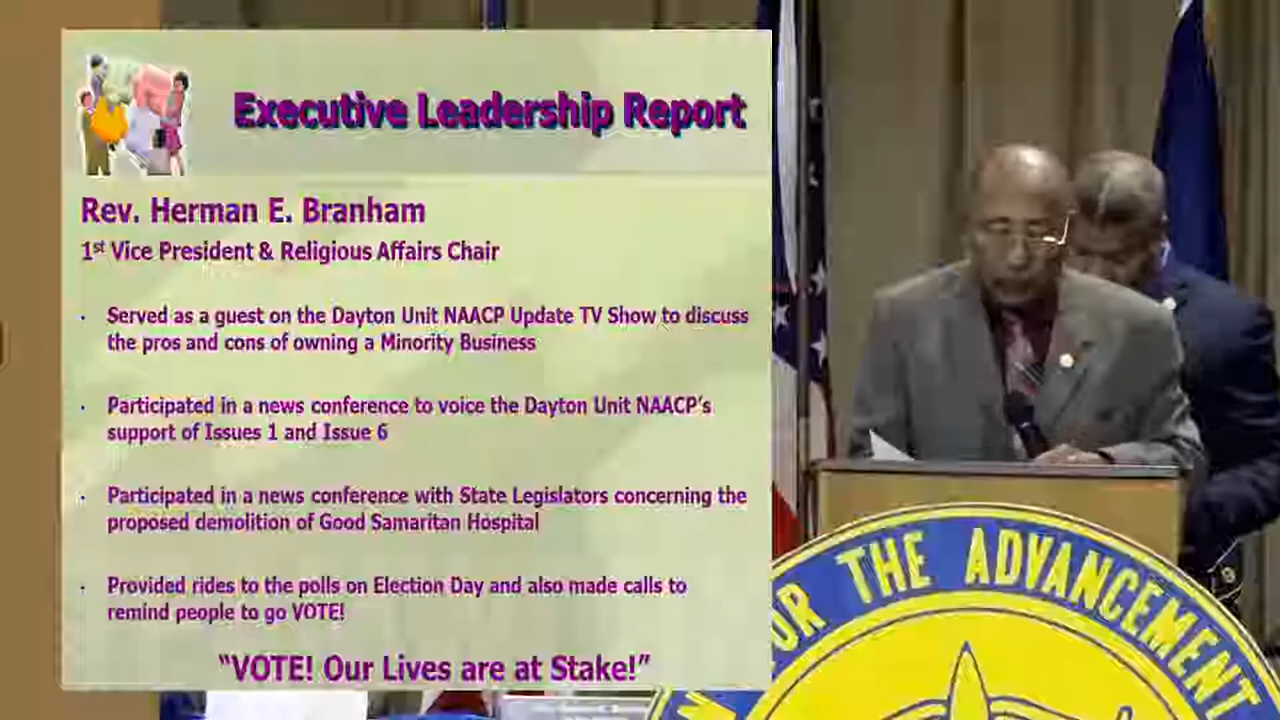 Executive Leadership Report
Rev. Herman E. Branham
1st Vice President & Religious Affairs Chair
· Served as a guest on the Dayton Unit NAACP Update TV Show to discuss
the pros and cons of owning a Minority Business
· Participated in a news conference to voice the Dayton Unit NAACP's
support of Issues 1 and Issue 6
· Participated in a news conference with State Legislators concerning the
proposed demolition of Good Samaritan Hospital
· Provided rides to the polls on Election Day and also made calls to
remind people to go VOTE!
“VOTE! Our Lives are at Stake!”
THE ADVANCEMENT